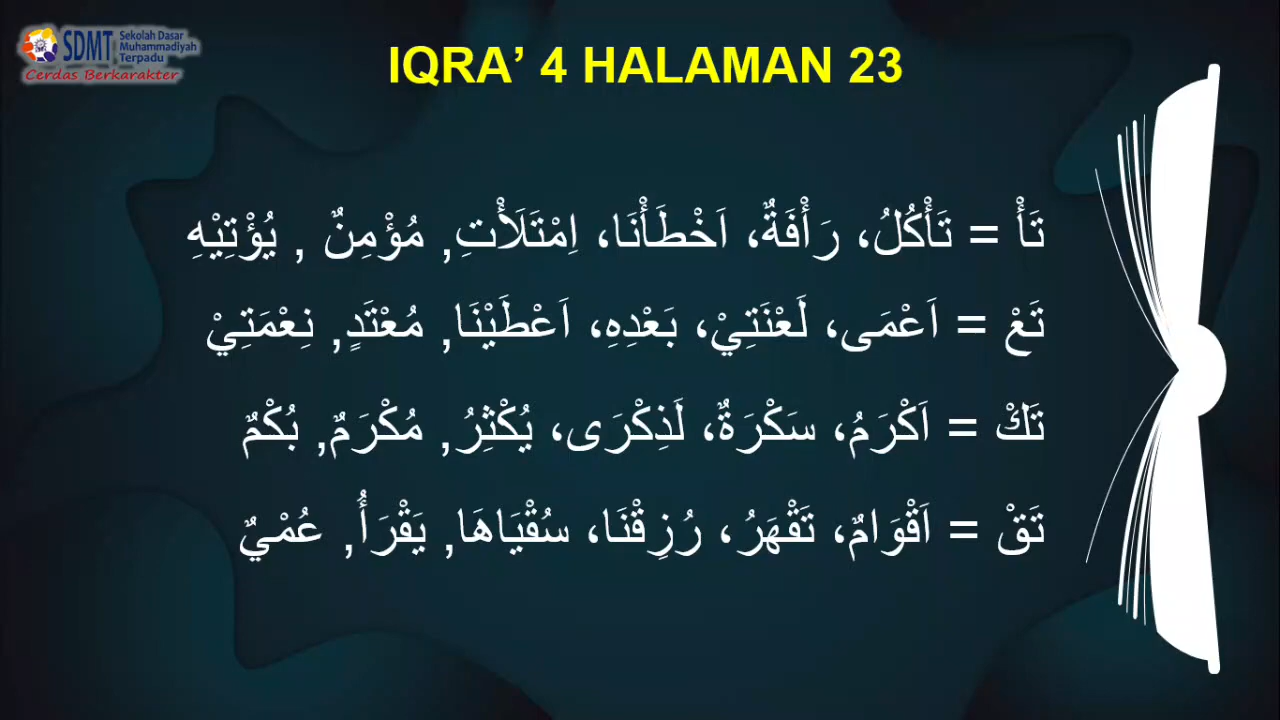 SDMT Sekolah Dasar
Muhammadiyah
Terpadu
Cerdas Berkarakter
IQRA’ 4 HALAMAN 23
تَأْ = تَأْكُلُ، رَأْفَةٌ، اَخْطَأْنَا، اِمْتَلَأْتِ, مُؤْمِنٌ , يُؤْتِيْهِ
تَعْ = اَعْمَى، لَعْنَتِيْ، بَعْدِهِ، اَعْطَيْنَا, مُعْتَدٍ, نِعْمَتِيْ
تَكْ = اَكْرَمُ، سَكْرَةٌ، لَذِكْرَى، يُكْثِرُ, مُكْرَمٌ, بُكْمٌ
تَقْ = اَقْوَامٌ، تَقْهَرُ، رُزِقْنَا، سُقْيَاهَا, يَقْرَأُ, عُمْيٌ